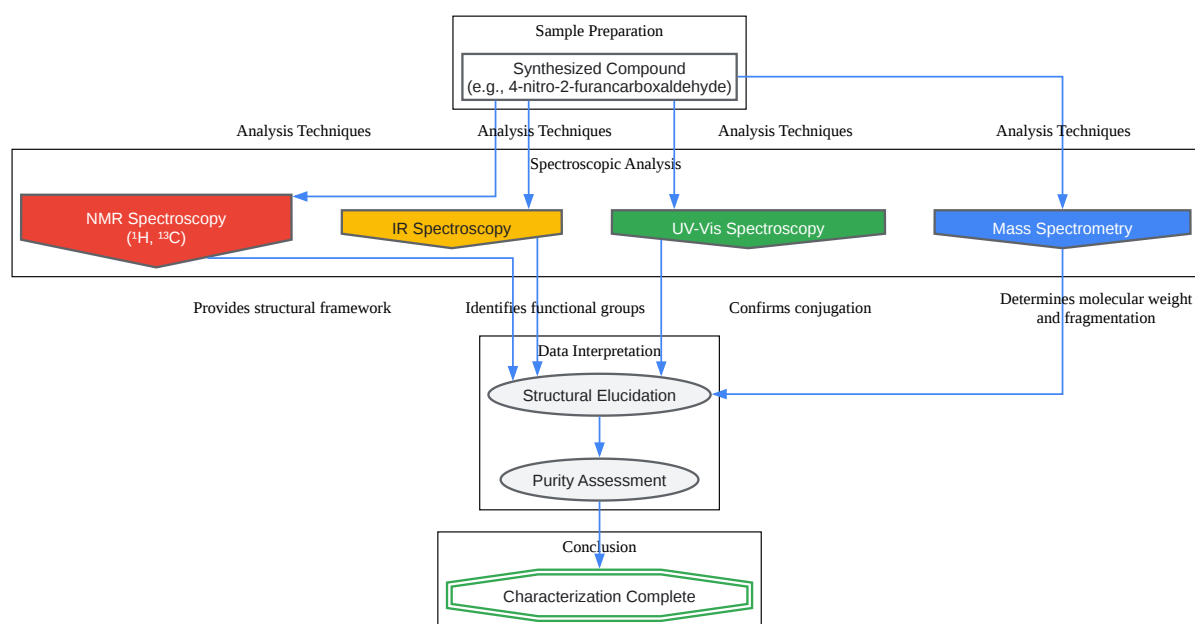 Sample Preparation
Synthesized Compound
(e.g., 4-nitro-2-furancarboxaldehyde)
Analysis Techniques
Analysis Techniques
Analysis Techniques
Analysis Techniques
Spectroscopic Analysis
NMR Spectroscopy
(¹H, ¹³C)
IR Spectroscopy
UV-Vis Spectroscopy
Mass Spectrometry
Provides structural framework
Identifies functional groups
Confirms conjugation
Determines molecular weight
and fragmentation
Data Interpretation
Structural Elucidation
Purity Assessment
Conclusion
Characterization Complete